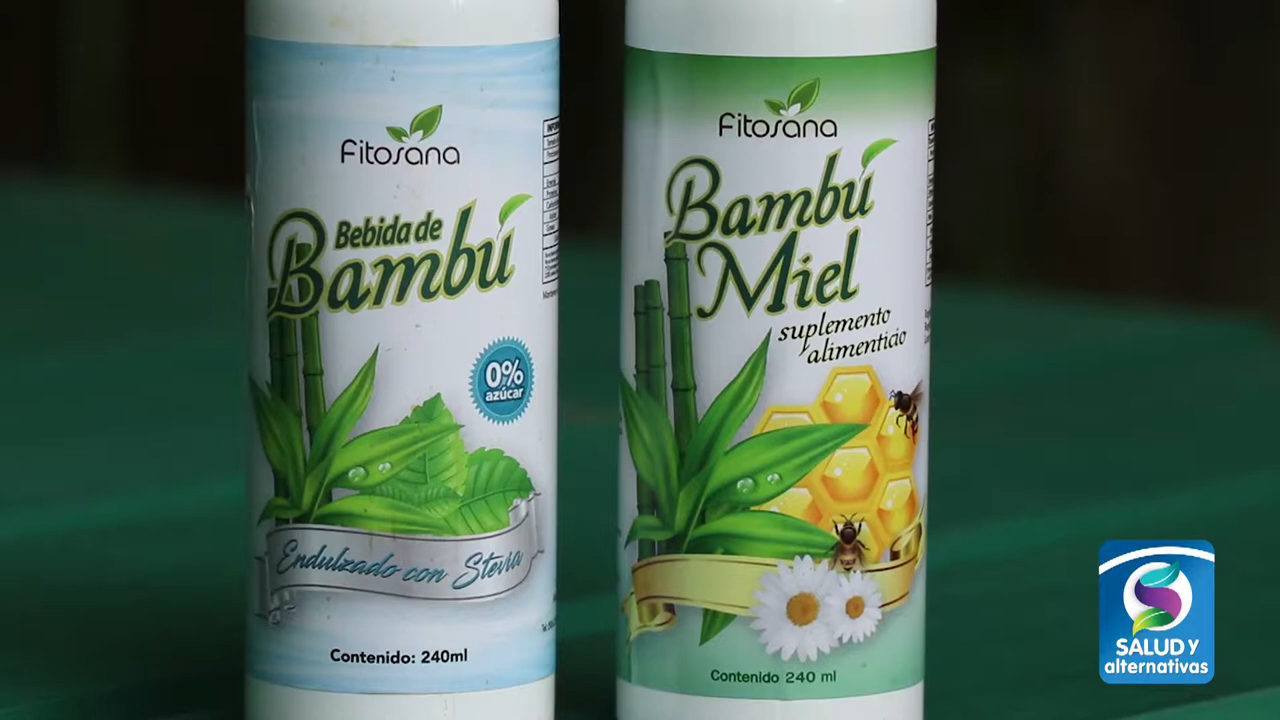 Fitosana
Bebida de
Bambú
0%
azúcar
Endulzado con Stevia
Contenido: 240ml
Fitosana
Bambú
Miel
suplemento
alimenticio
Contenido 240 ml
SALUD Y
alternativas